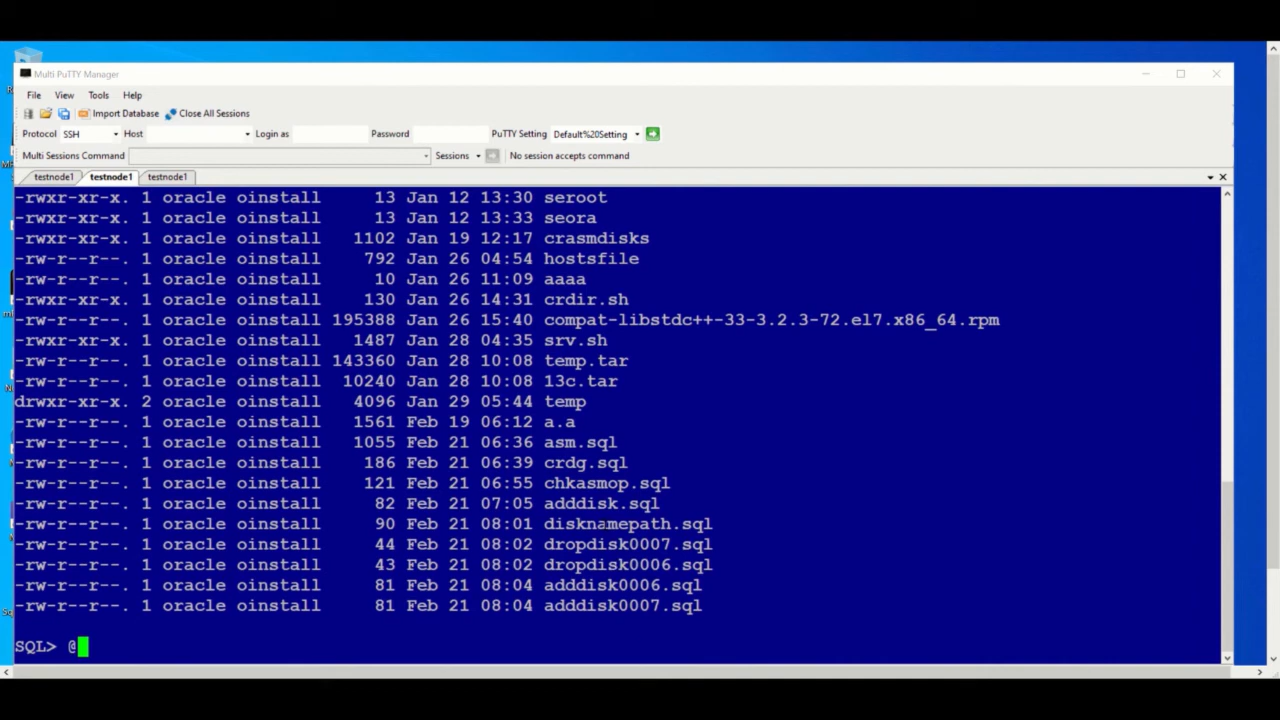 Multi PuTTY Manager
File View Tools Help
Import Database Close All Sessions
Protocol SSH Host Login as Password PuTTY Setting Default%20Setting
Multi Sessions Command Sessions No session accepts command
testnode1 testnode1 testnode1
-rwxr-xr-x. 1 oracle oinstall 13 Jan 12 13:30 seroot
-rwxr-xr-x. 1 oracle oinstall 13 Jan 12 13:33 seora
-rwxr-xr-x. 1 oracle oinstall 1102 Jan 19 12:17 crasmdisks
-rw-r--r--. 1 oracle oinstall 792 Jan 26 04:54 hostsfile
-rw-r--r--. 1 oracle oinstall 10 Jan 26 11:09 aaaa
-rwxr-xr-x. 1 oracle oinstall 130 Jan 26 14:31 crdir.sh
-rw-r--r--. 1 oracle oinstall 195388 Jan 26 15:40 compat-libstdc++-33-3.2.3-72.el7.x86_64.rpm
-rwxr-xr-x. 1 oracle oinstall 1487 Jan 28 04:35 srv.sh
-rw-r--r--. 1 oracle oinstall 143360 Jan 28 10:08 temp.tar
-rw-r--r--. 1 oracle oinstall 10240 Jan 28 10:08 13c.tar
drwxr-xr-x. 2 oracle oinstall 4096 Jan 29 05:44 temp
-rw-r--r--. 1 oracle oinstall 1561 Feb 19 06:12 a.a
-rw-r--r--. 1 oracle oinstall 1055 Feb 21 06:36 asm.sql
-rw-r--r--. 1 oracle oinstall 186 Feb 21 06:39 crdg.sql
-rw-r--r--. 1 oracle oinstall 121 Feb 21 06:55 chkasmop.sql
-rw-r--r--. 1 oracle oinstall 82 Feb 21 07:05 adddisk.sql
-rw-r--r--. 1 oracle oinstall 90 Feb 21 08:01 disknamepath.sql
-rw-r--r--. 1 oracle oinstall 44 Feb 21 08:02 dropdisk0007.sql
-rw-r--r--. 1 oracle oinstall 43 Feb 21 08:02 dropdisk0006.sql
-rw-r--r--. 1 oracle oinstall 81 Feb 21 08:04 adddisk0006.sql
-rw-r--r--. 1 oracle oinstall 81 Feb 21 08:04 adddisk0007.sql
SQL> @